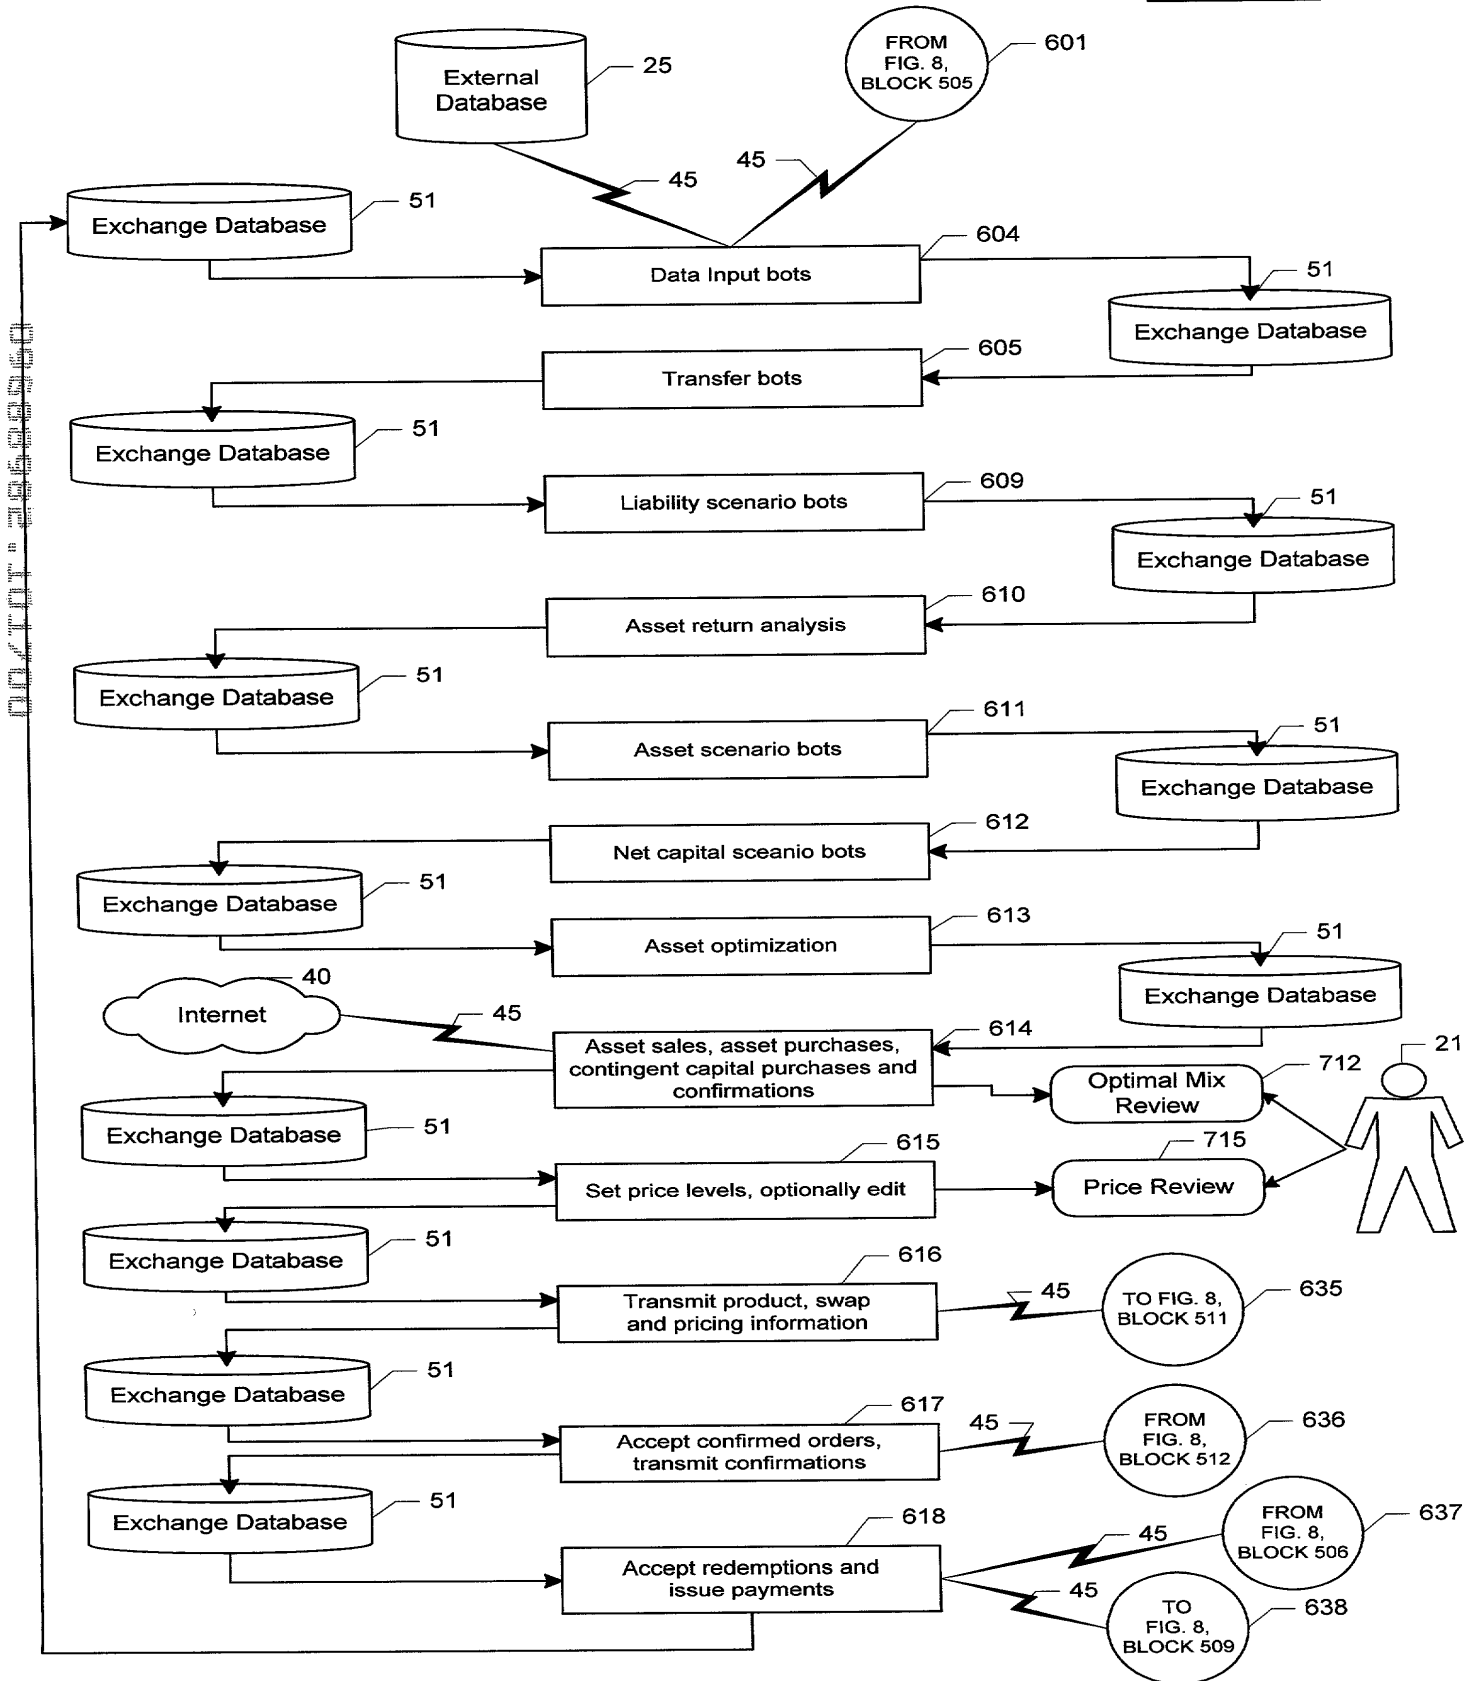 FROM
FIG. 8,
BLOCK 505
601
External
Database
25
45
45
Exchange Database
51
604
Data Input bots
51
Exchange Database
605
Transfer bots
51
Exchange Database
609
Liability scenario bots
51
Exchange Database
610
Asset return analysis
51
Exchange Database
611
Asset scenario bots
51
Exchange Database
612
Net capital sceanio bots
51
Exchange Database
613
Asset optimization
51
Exchange Database
40
Internet
45
614
Asset sales, asset purchases,
contingent capital purchases and
confirmations
712
Optimal Mix
Review
21
51
Exchange Database
615
Set price levels, optionally edit
715
Price Review
51
Exchange Database
616
Transmit product, swap
and pricing information
45
TO FIG. 8,
BLOCK 511
635
51
Exchange Database
617
Accept confirmed orders,
transmit confirmations
45
FROM
FIG. 8,
BLOCK 512
636
51
Exchange Database
618
Accept redemptions and
issue payments
45
FROM
FIG. 8,
BLOCK 506
637
45
TO
FIG. 8,
BLOCK 509
638